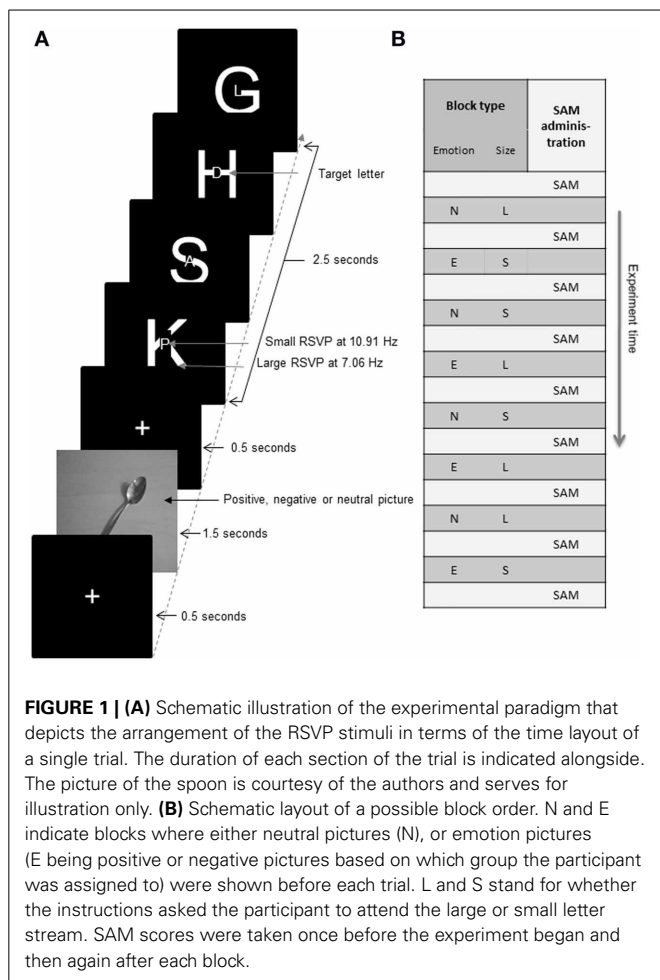 A
G
L
H
D
Target letter
S
A
2.5 seconds
K
P
Small RSVP at 10.91 Hz
Large RSVP at 7.06 Hz
+
0.5 seconds
Positive, negative or neutral picture
1.5 seconds
+
0.5 seconds
B
Block type
SAM
adminis-
tration
Emotion Size
SAM
N L
SAM
E S
SAM
N S
SAM
E L
SAM
N S
SAM
E L
SAM
N L
SAM
E S
SAM
Experiment time
FIGURE 1 | (A) Schematic illustration of the experimental paradigm that
depicts the arrangement of the RSVP stimuli in terms of the time layout of
a single trial. The duration of each section of the trial is indicated alongside.
The picture of the spoon is courtesy of the authors and serves for
illustration only. (B) Schematic layout of a possible block order. N and E
indicate blocks where either neutral pictures (N), or emotion pictures
(E being positive or negative pictures based on which group the participant
was assigned to) were shown before each trial. L and S stand for whether
the instructions asked the participant to attend the large or small letter
stream. SAM scores were taken once before the experiment began and
then again after each block.